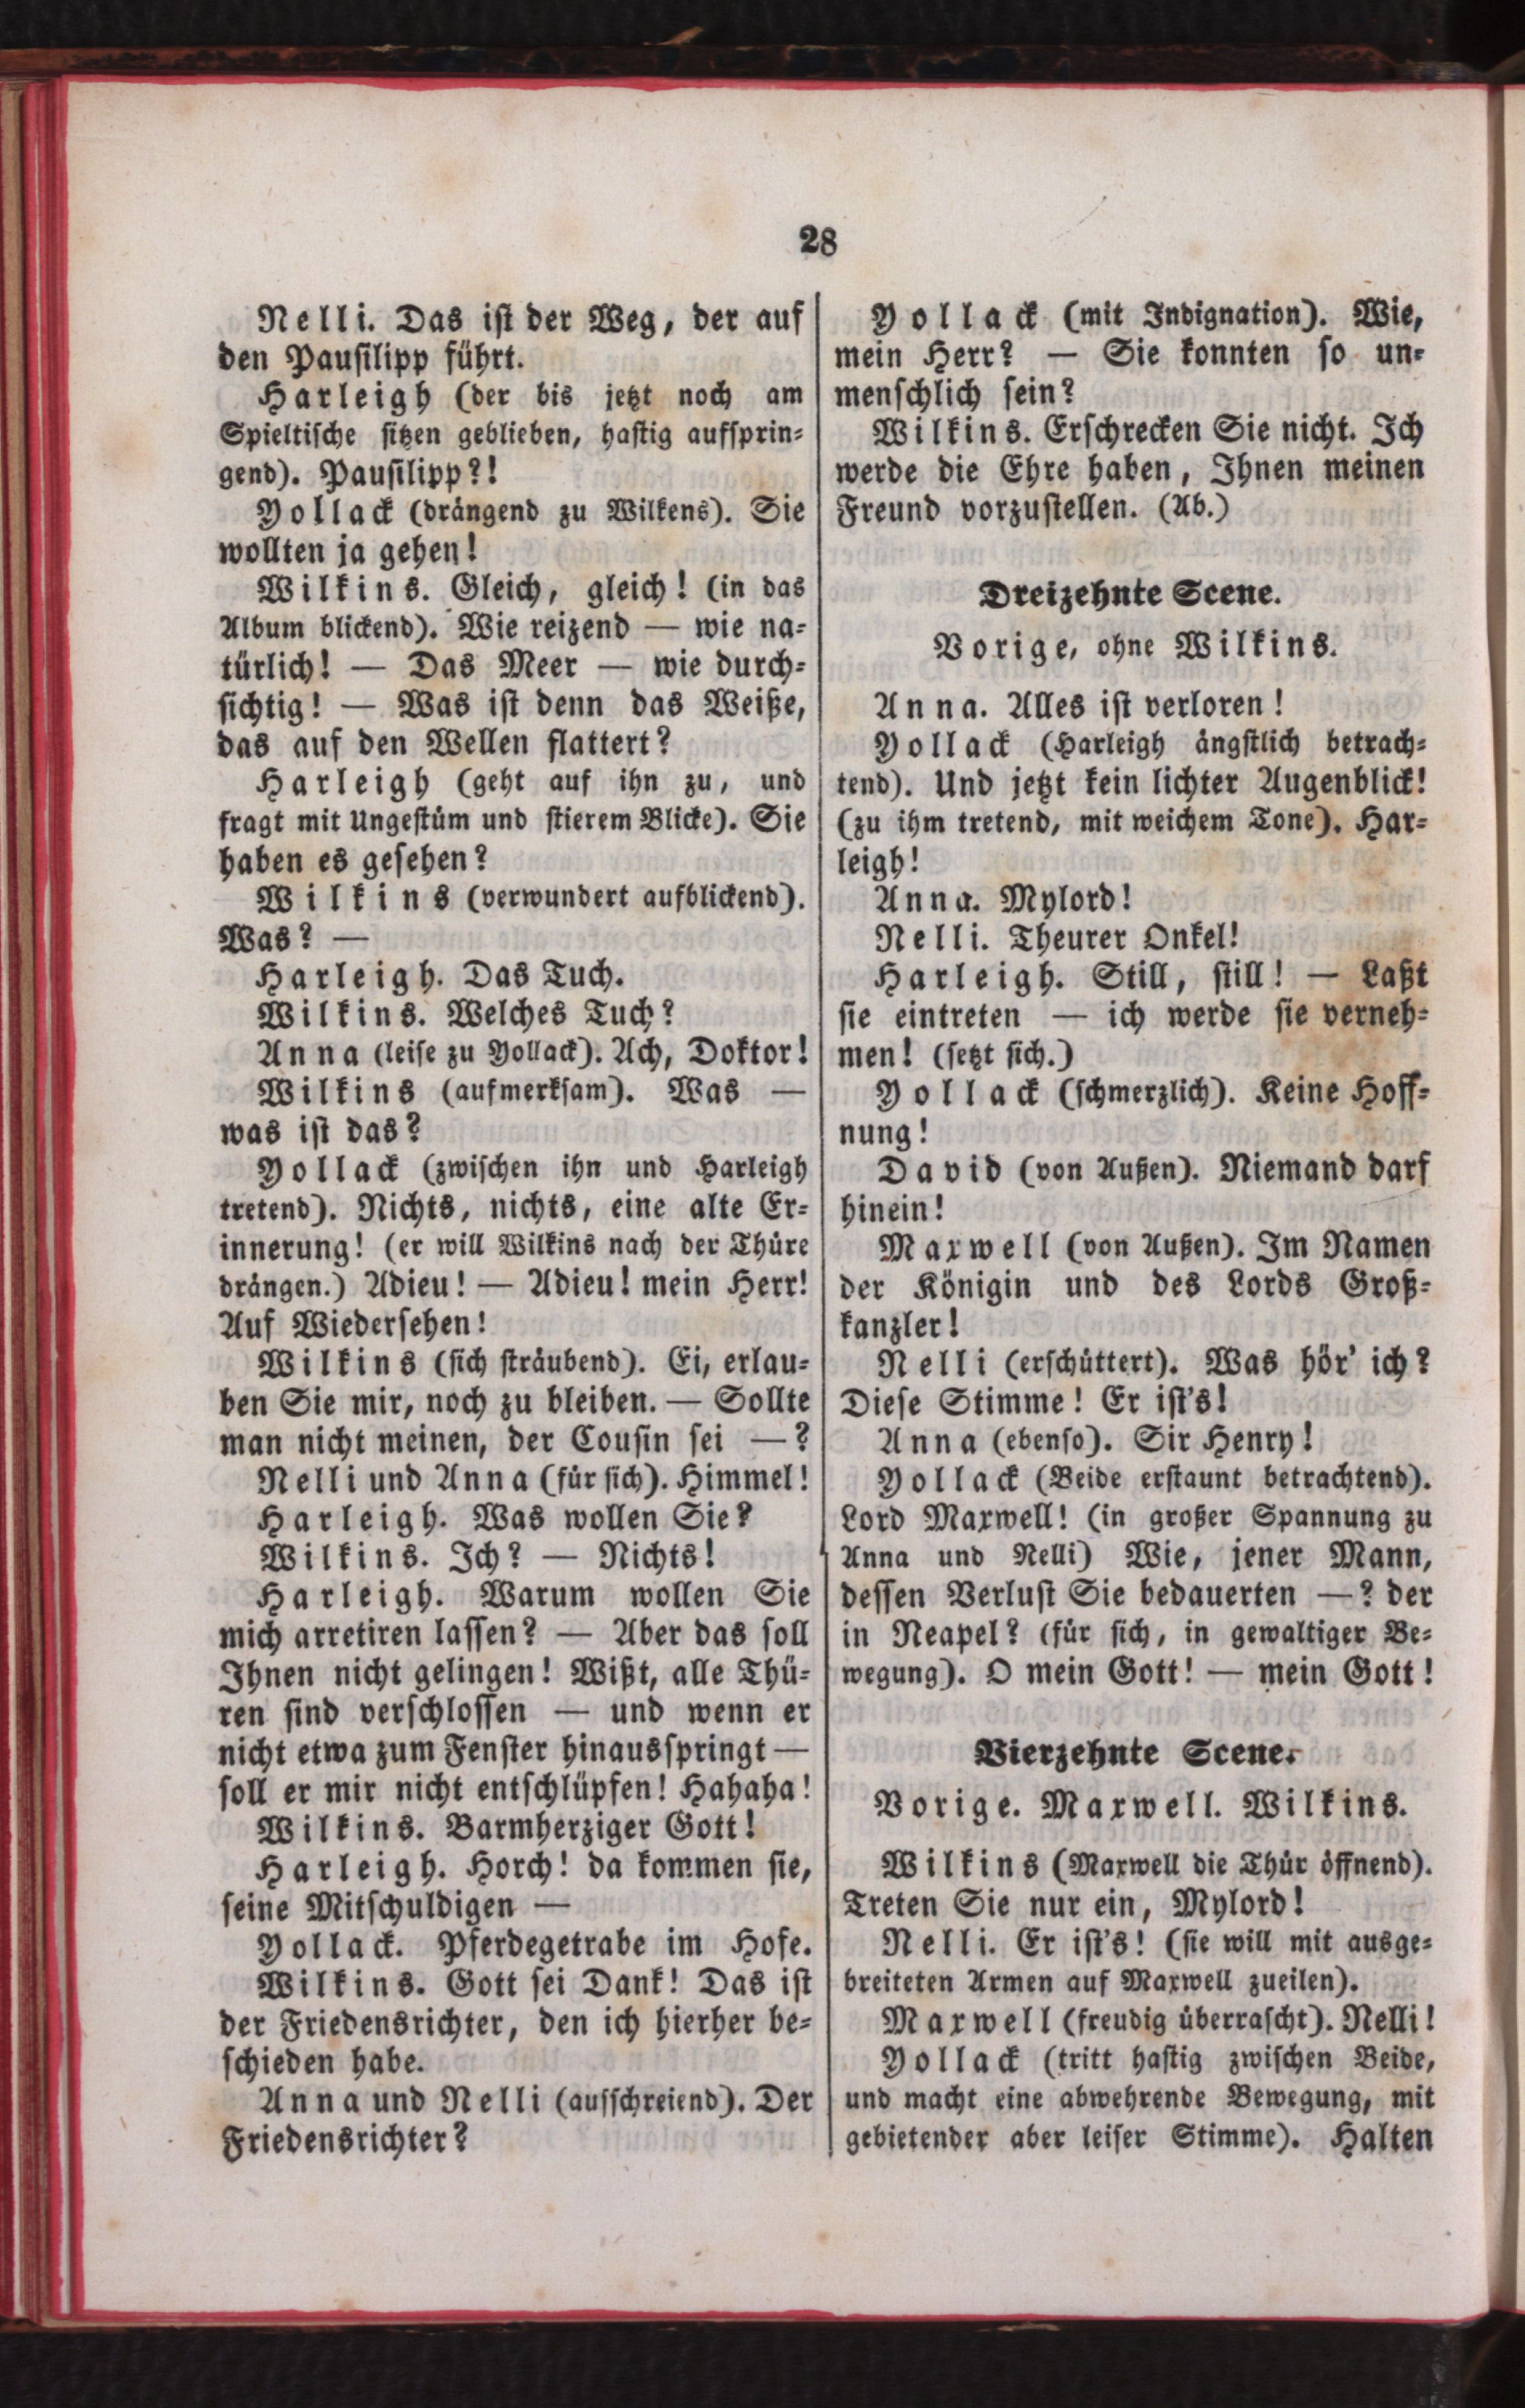 28
Nelli. Das ist der Weg, der auf
den Pausilipp führt.
Harleigh (der bis jetzt noch am
Spieltische sitzen geblieben, hastig aufsprin-
gend). Pausilipp?!
Yollack (drängend zu Wilkens). Sie
wollten ja gehen!
Wilkins. Gleich, gleich! (in das
Album blickend). Wie reizend — wie na-
türlich! — Das Meer — wie durch-
sichtig! — Was ist denn das Weiße,
das auf den Wellen flattert?
Harleigh (geht auf ihn zu, und
fragt mit Ungestüm und stierem Blicke). Sie
haben es gesehen?
Wilkins (verwundert aufblickend).
Was? —
Harleigh. Das Tuch.
Wilkins. Welches Tuch?
Anna (leise zu Yollack). Ach, Doktor!
Wilkins (aufmerksam). Was —
was ist das?
Yollack (zwischen ihn und Harleigh
tretend). Nichts, nichts, eine alte Er-
innerung! (er will Wilkins nach der Thüre
drängen.) Adieu! — Adieu! mein Herr!
Auf Wiedersehen!
Wilkins (sich sträubend). Ei, erlau-
ben Sie mir, noch zu bleiben. — Sollte
man nicht meinen, der Cousin sei —?
Nelli und Anna (für sich). Himmel!
Harleigh. Was wollen Sie?
Wilkins. Ich? — Nichts!
Harleigh. Warum wollen Sie
mich arretiren lassen? — Aber das soll
Ihnen nicht gelingen! Wißt, alle Thü-
ren sind verschlossen — und wenn er
nicht etwa zum Fenster hinausspringt —
soll er mir nicht entschlüpfen! Hahaha!
Wilkins. Barmherziger Gott!
Harleigh. Horch! da kommen sie,
seine Mitschuldigen —
Yollack. Pferdegetrabe im Hofe.
Wilkins. Gott sei Dank! Das ist
der Friedensrichter, den ich hierher be-
schieden habe.
Anna und Nelli (aufschreiend). Der
Friedensrichter?
Yollack (mit Indignation). Wie,
mein Herr? — Sie konnten so un-
menschlich sein?
Wilkins. Erschrecken Sie nicht. Ich
werde die Ehre haben, Ihnen meinen
Freund vorzustellen. (Ab.)
Dreizehnte Scene.
Vorige, ohne Wilkins.
Anna. Alles ist verloren!
Yollack (Harleigh ängstlich betrach-
tend). Und jetzt kein lichter Augenblick!
(zu ihm tretend, mit weichem Tone). Har-
leigh!
Anna. Mylord!
Nelli. Theurer Onkel!
Harleigh. Still, still! — Laßt
sie eintreten — ich werde sie verneh-
men! (setzt sich.)
Yollack (schmerzlich). Keine Hoff-
nung!
David (von Außen). Niemand darf
hinein!
Maxwell (von Außen). Im Namen
der Königin und des Lords Groß-
kanzler!
Nelli (erschüttert). Was hör' ich?
Diese Stimme! Er ist's!
Anna (ebenso). Sir Henry!
Yollack (Beide erstaunt betrachtend).
Lord Maxwell! (in großer Spannung zu
Anna und Nelli) Wie, jener Mann,
dessen Verlust Sie bedauerten —? der
in Neapel? (für sich, in gewaltiger Be-
wegung). O mein Gott! — mein Gott!
Vierzehnte Scene.
Vorige. Maxwell. Wilkins.
Wilkins (Maxwell die Thür öffnend).
Treten Sie nur ein, Mylord!
Nelli. Er ist's! (sie will mit ausge-
breiteten Armen auf Maxwell zueilen).
Maxwell (freudig überrascht). Nelli!
Yollack (tritt hastig zwischen Beide,
und macht eine abwehrende Bewegung, mit
gebietender aber leiser Stimme). Halten